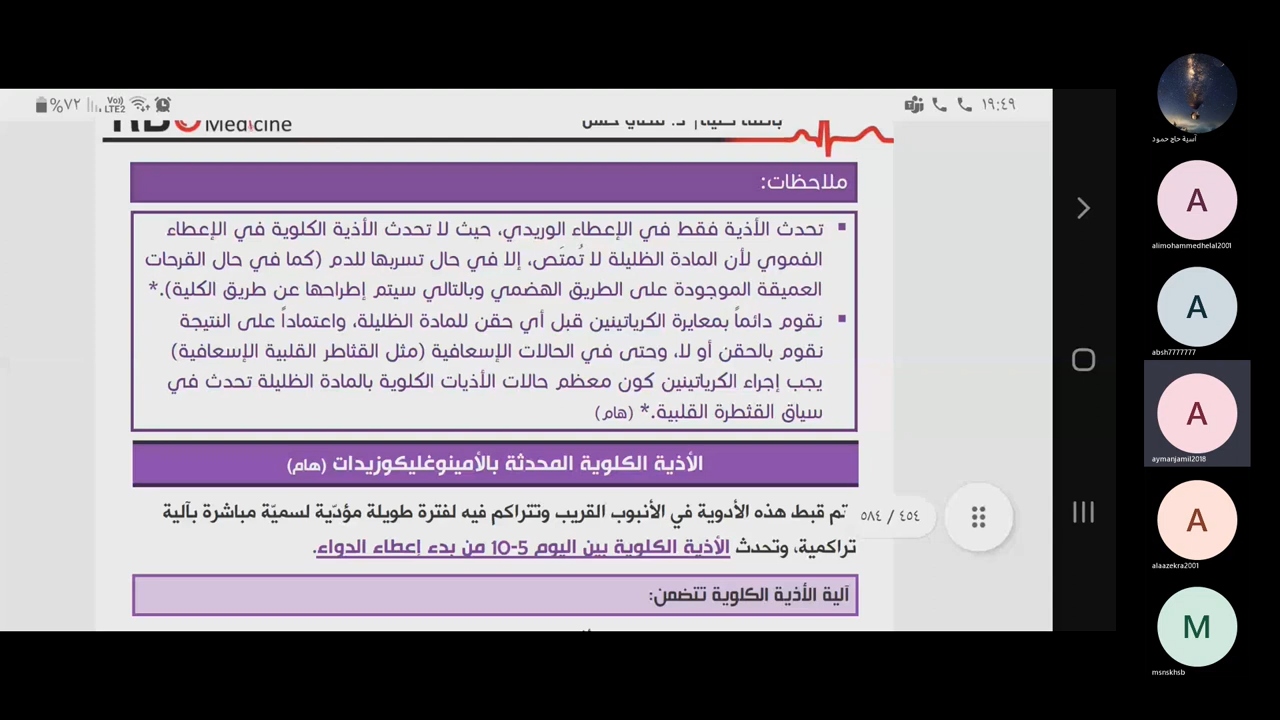 %٧٢ Vo) LTE2 ١٩:٤٩
Medicine
ملاحظات:
▪ تحدث الأذية فقط في الإعطاء الوريدي، حيث لا تحدث الأذية الكلوية في الإعطاء
الفموي لأن المادة الظليلة لا تُمتَص، إلا في حال تسربها للدم (كما في حال القرحات
العميقة الموجودة على الطريق الهضمي وبالتالي سيتم إطراحها عن طريق الكلية).*
▪ نقوم دائماً بمعايرة الكرياتينين قبل أي حقن للمادة الظليلة، واعتماداً على النتيجة
نقوم بالحقن أو لا، وحتى في الحالات الإسعافية (مثل القثاطر القلبية الإسعافية)
يجب إجراء الكرياتينين كون معظم حالات الأذيات الكلوية بالمادة الظليلة تحدث في
سياق القثطرة القلبية.* (هام)
الأذية الكلوية المحدثة بالأمينوغليكوزيدات (هام)
قبط هذه الأدوية في الأنبوب القريب وتتراكم فيه لفترة طويلة مؤدّية لسميّة مباشرة بآلية
تراكمية، وتحدث الأذية الكلوية بين اليوم 5-10 من بدء إعطاء الدواء.
٤٥٤ / ٥٨٤
آلية الأذية الكلوية تتضمن:
آسية حاج حمود
A
alimohammedhelal2001
A
absh7777777
A
aymanjamil2018
A
alaazekra2001
M
msnskhsb